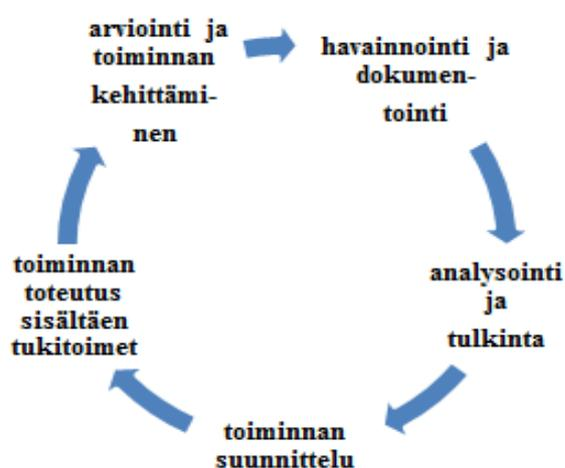 arviointi ja
toiminnan
kehittämi-
nen
havainnointi ja
dokumen-
tointi
analysointi
ja
tulkinta
toiminnan
suunnittelu
toiminnan
toteutus
sisältäen
tukitoimet